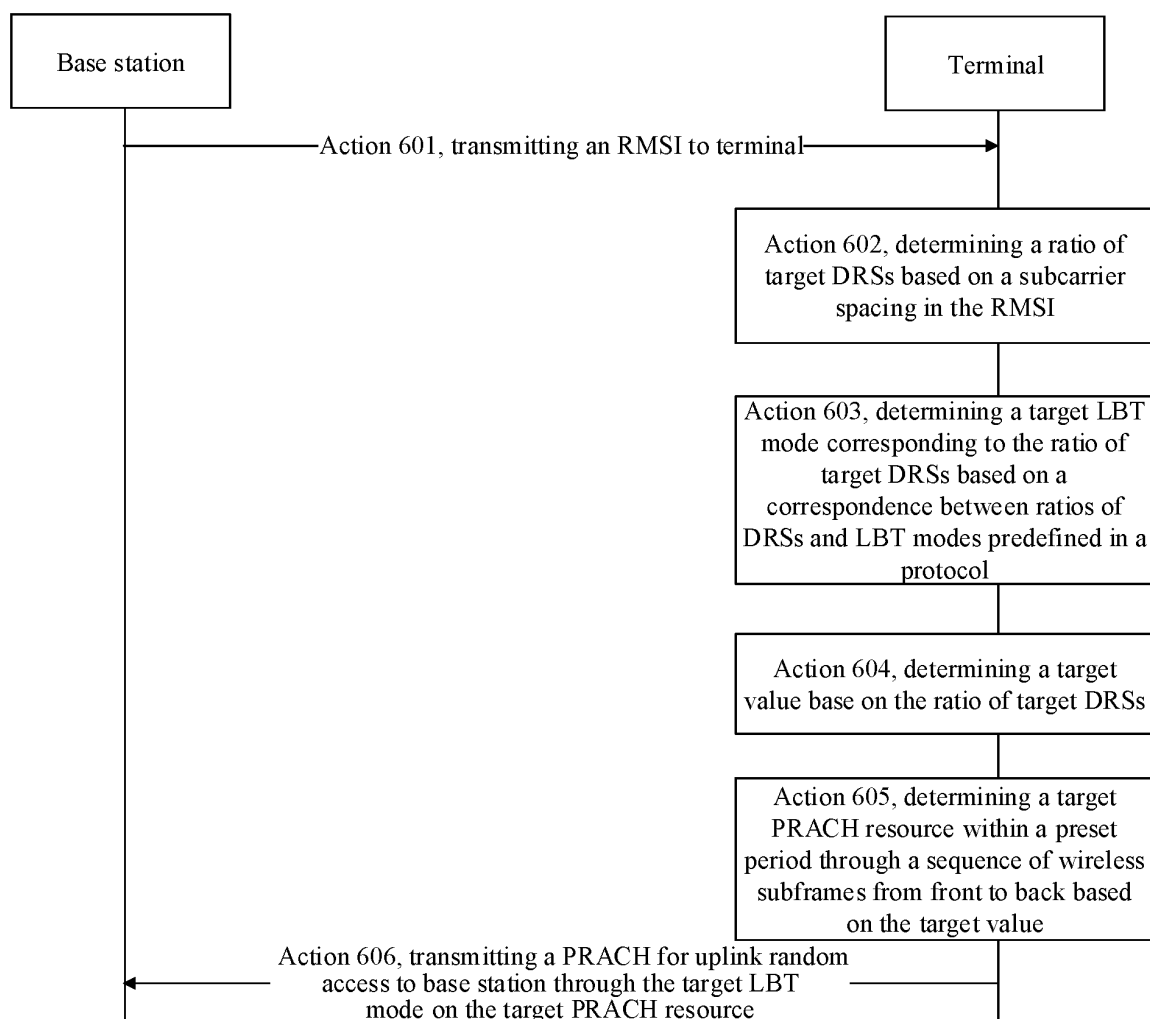 Base station
Terminal
Action 601, transmitting an RMSI to terminal
Action 602, determining a ratio of
target DRSs based on a subcarrier
spacing in the RMSI
Action 603, determining a target LBT
mode corresponding to the ratio of
target DRSs based on a
correspondence between ratios of
DRSs and LBT modes predefined in a
protocol
Action 604, determining a target
value base on the ratio of target DRSs
Action 605, determining a target
PRACH resource within a preset
period through a sequence of wireless
subframes from front to back based
on the target value
Action 606, transmitting a PRACH for uplink random
access to base station through the target LBT
mode on the target PRACH resource